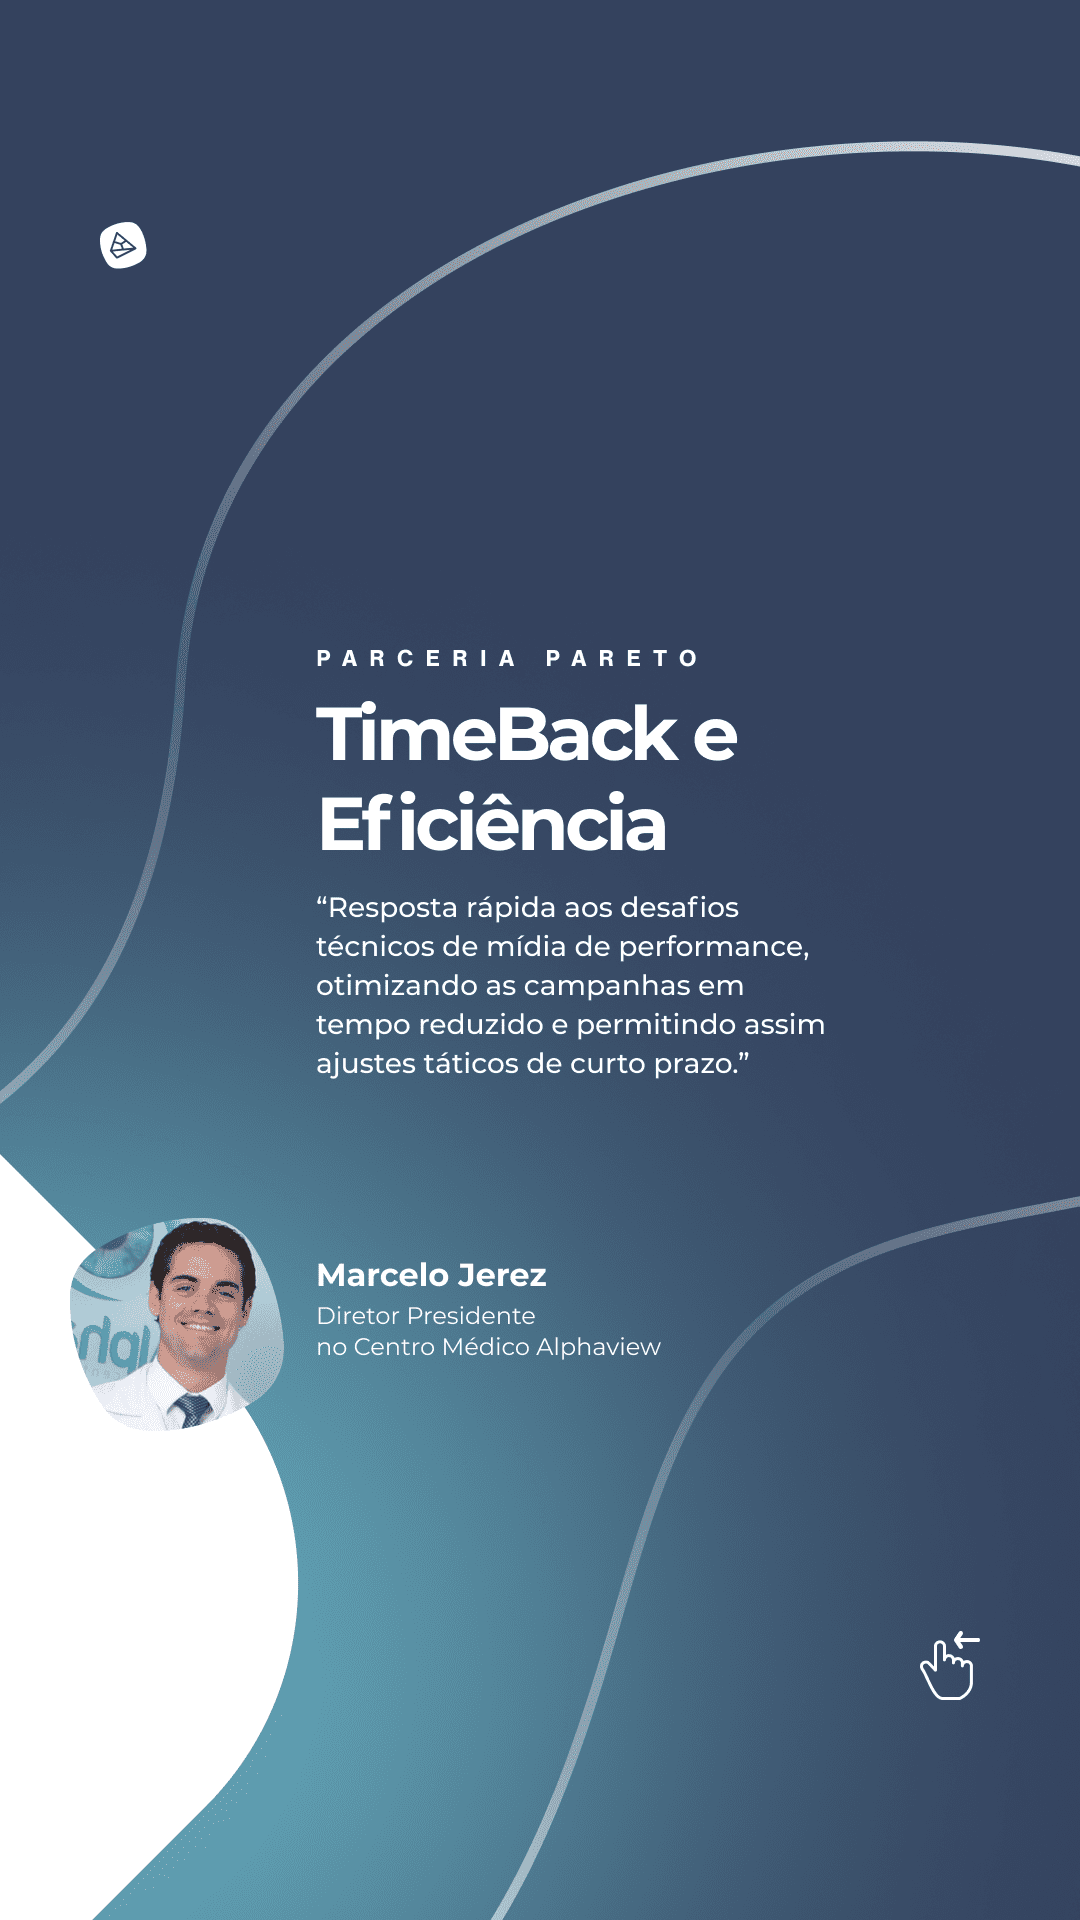 PARCERIA PARETO
TimeBack e
Eficiência
“Resposta rápida aos desafios
técnicos de mídia de performance,
otimizando as campanhas em
tempo reduzido e permitindo assim
ajustes táticos de curto prazo.”
Marcelo Jerez
Diretor Presidente
no Centro Médico Alphaview